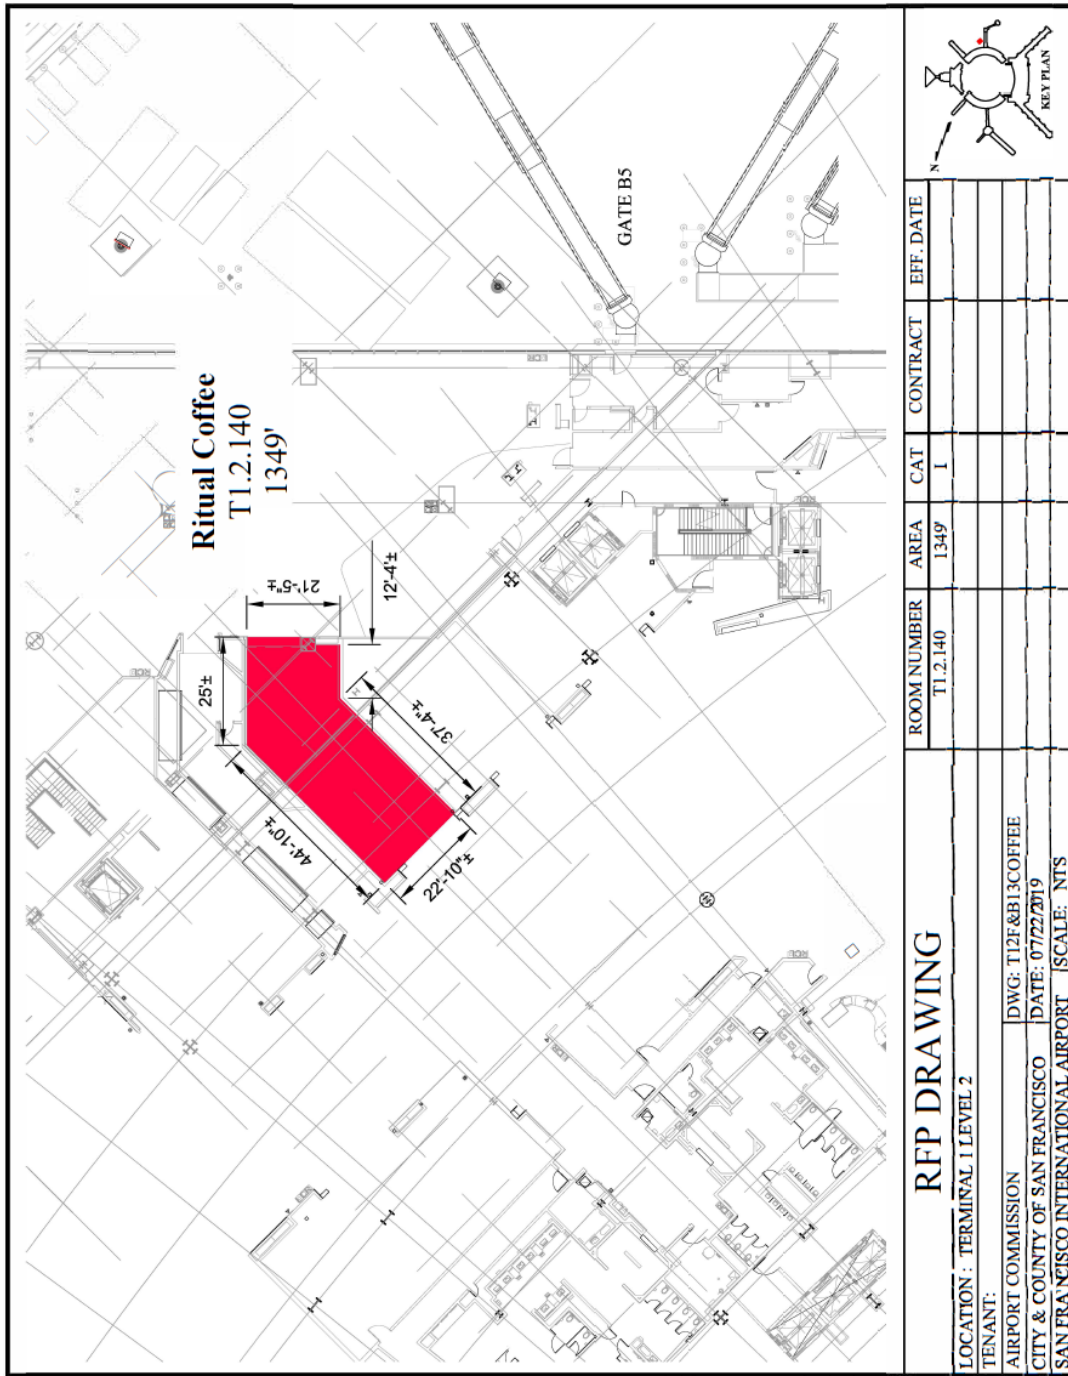 Ritual Coffee
T1.2.140
1349'
GATE B5
25'±
21'-5"±
12'-4'±
37'-4"±
44'-10"±
22'-10"±
RFP DRAWING
LOCATION : TERMINAL 1 LEVEL 2
TENANT:
AIRPORT COMMISSION
CITY & COUNTY OF SAN FRANCISCO
SAN FRANCISCO INTERNATIONAL AIRPORT
DWG: T12F&B13COFFEE
DATE: 07/22/2019
SCALE: NTS
ROOM NUMBER AREA CAT CONTRACT EFF. DATE
T1.2.140 1349' 1
N
KEY PLAN